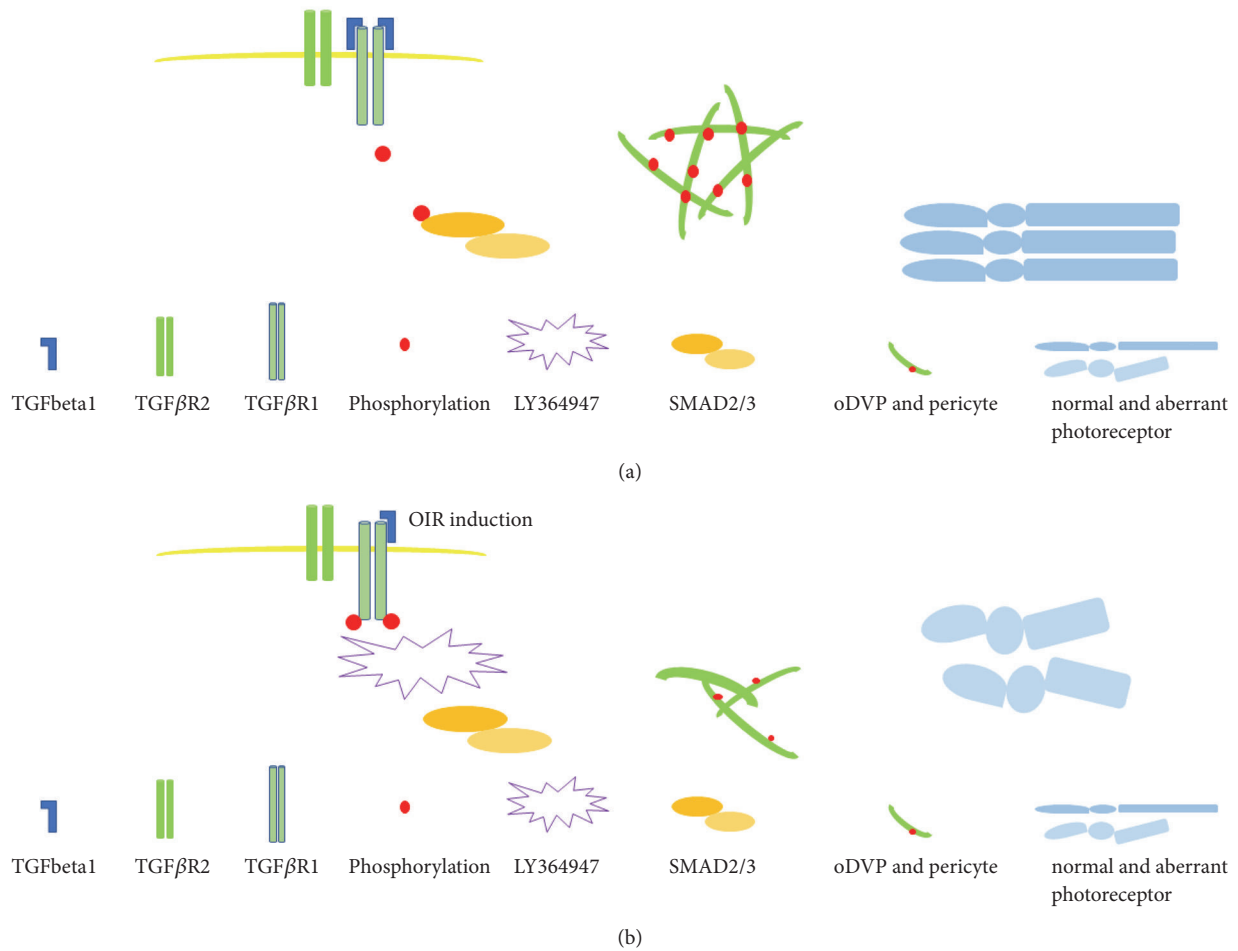 TGFbeta1 TGFβR2 TGFβR1 Phosphorylation LY364947 SMAD2/3 oDVP and pericyte normal and aberrant
photoreceptor
(a)
OIR induction
TGFbeta1 TGFβR2 TGFβR1 Phosphorylation LY364947 SMAD2/3 oDVP and pericyte normal and aberrant
photoreceptor
(b)